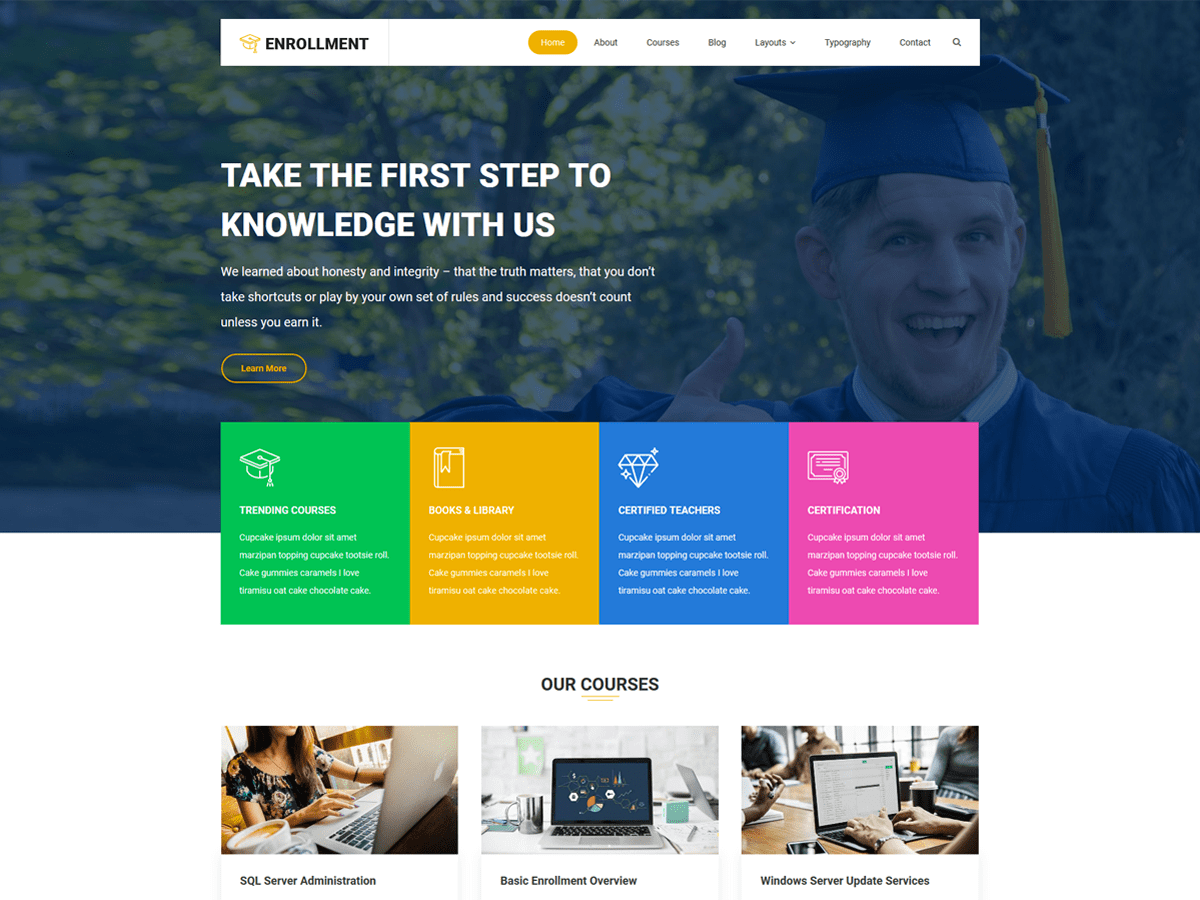 ENROLLMENT
Home
About
Courses
Blog
Layouts
Typography
Contact
TAKE THE FIRST STEP TO
KNOWLEDGE WITH US
We learned about honesty and integrity – that the truth matters, that you don't
take shortcuts or play by your own set of rules and success doesn't count
unless you earn it.
Learn More
TRENDING COURSES
Cupcake ipsum dolor sit amet
marzipan topping cupcake tootsie roll.
Cake gummies caramels I love
tiramisu oat cake chocolate cake.
BOOKS & LIBRARY
Cupcake ipsum dolor sit amet
marzipan topping cupcake tootsie roll.
Cake gummies caramels I love
tiramisu oat cake chocolate cake.
CERTIFIED TEACHERS
Cupcake ipsum dolor sit amet
marzipan topping cupcake tootsie roll.
Cake gummies caramels I love
tiramisu oat cake chocolate cake.
CERTIFICATION
Cupcake ipsum dolor sit amet
marzipan topping cupcake tootsie roll.
Cake gummies caramels I love
tiramisu oat cake chocolate cake.
OUR COURSES
SQL Server Administration
Basic Enrollment Overview
Windows Server Update Services